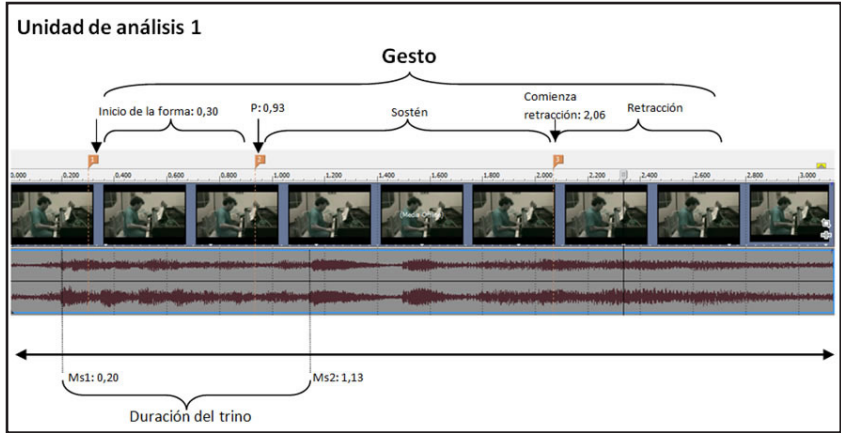 Unidad de análisis 1
Gesto
Inicio de la forma: 0,30
P: 0,93
Sostén
Comienza
retracción: 2,06
Retracción
1
2
3
0.000 0.200 0.400 0.600 0.800 1.000 1.200 1.400 1.600 1.800 2.000 2.200 2.400 2.600 2.800 3.000
Ms1: 0,20
Ms2: 1,13
Duración del trino